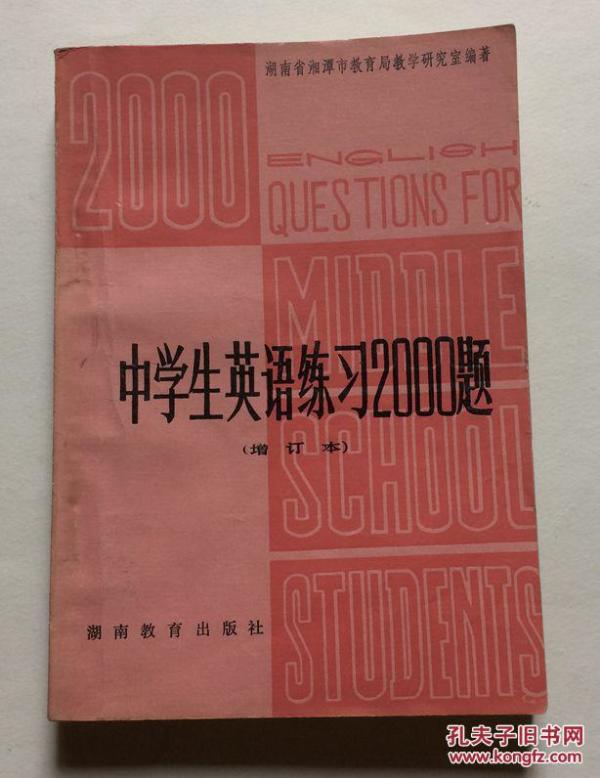 湖南省湘潭市教育局教学研究室编著
2000
ENGLISH
QUESTIONS FOR
MIDDLE
SCHOOL
STUDENTS
中学生英语练习2000题
(增订本)
湖南教育出版社
孔夫子旧书网
www.kongfz.com